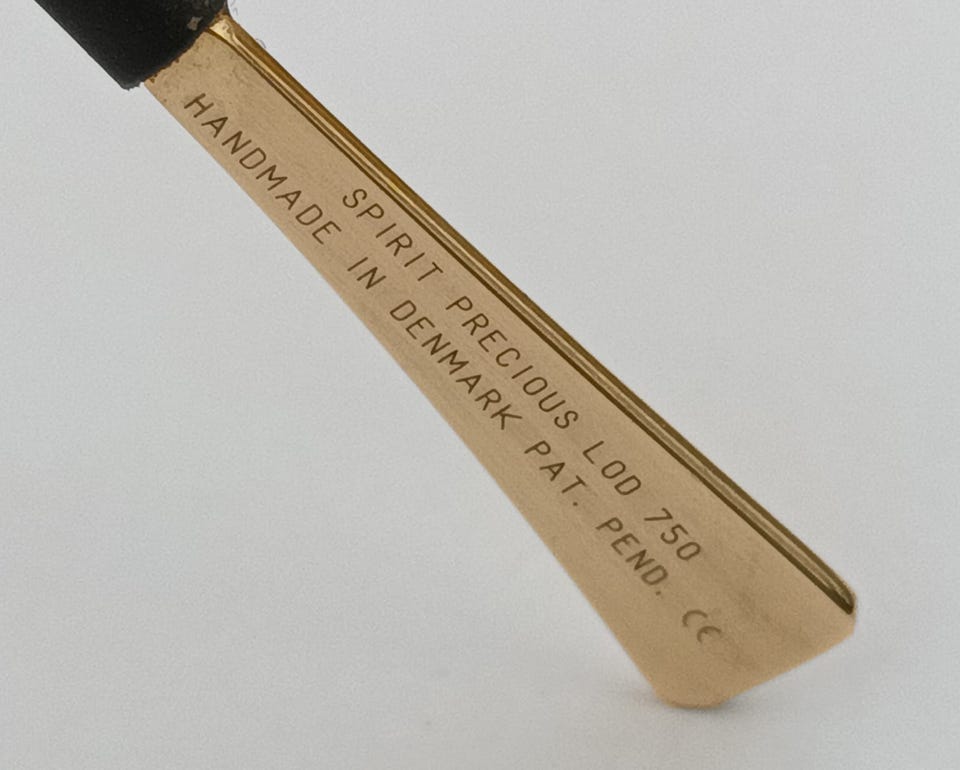 SPIRIT PRECIOUS LOD 750
HANDMADE IN DENMARK PAT. PEND. CE